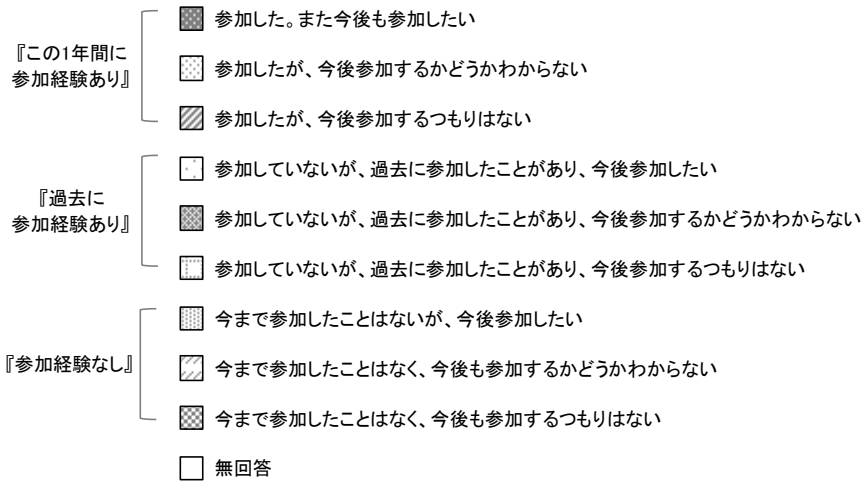 『この1年間に
参加経験あり』
参加した。また今後も参加したい
参加したが、今後参加するかどうかわからない
参加したが、今後参加するつもりはない
『過去に
参加経験あり』
参加していないが、過去に参加したことがあり、今後参加したい
参加していないが、過去に参加したことがあり、今後参加するかどうかわからない
参加していないが、過去に参加したことがあり、今後参加するつもりはない
『参加経験なし』
今まで参加したことはないが、今後参加したい
今まで参加したことはなく、今後も参加するかどうかわからない
今まで参加したことはなく、今後も参加するつもりはない
無回答